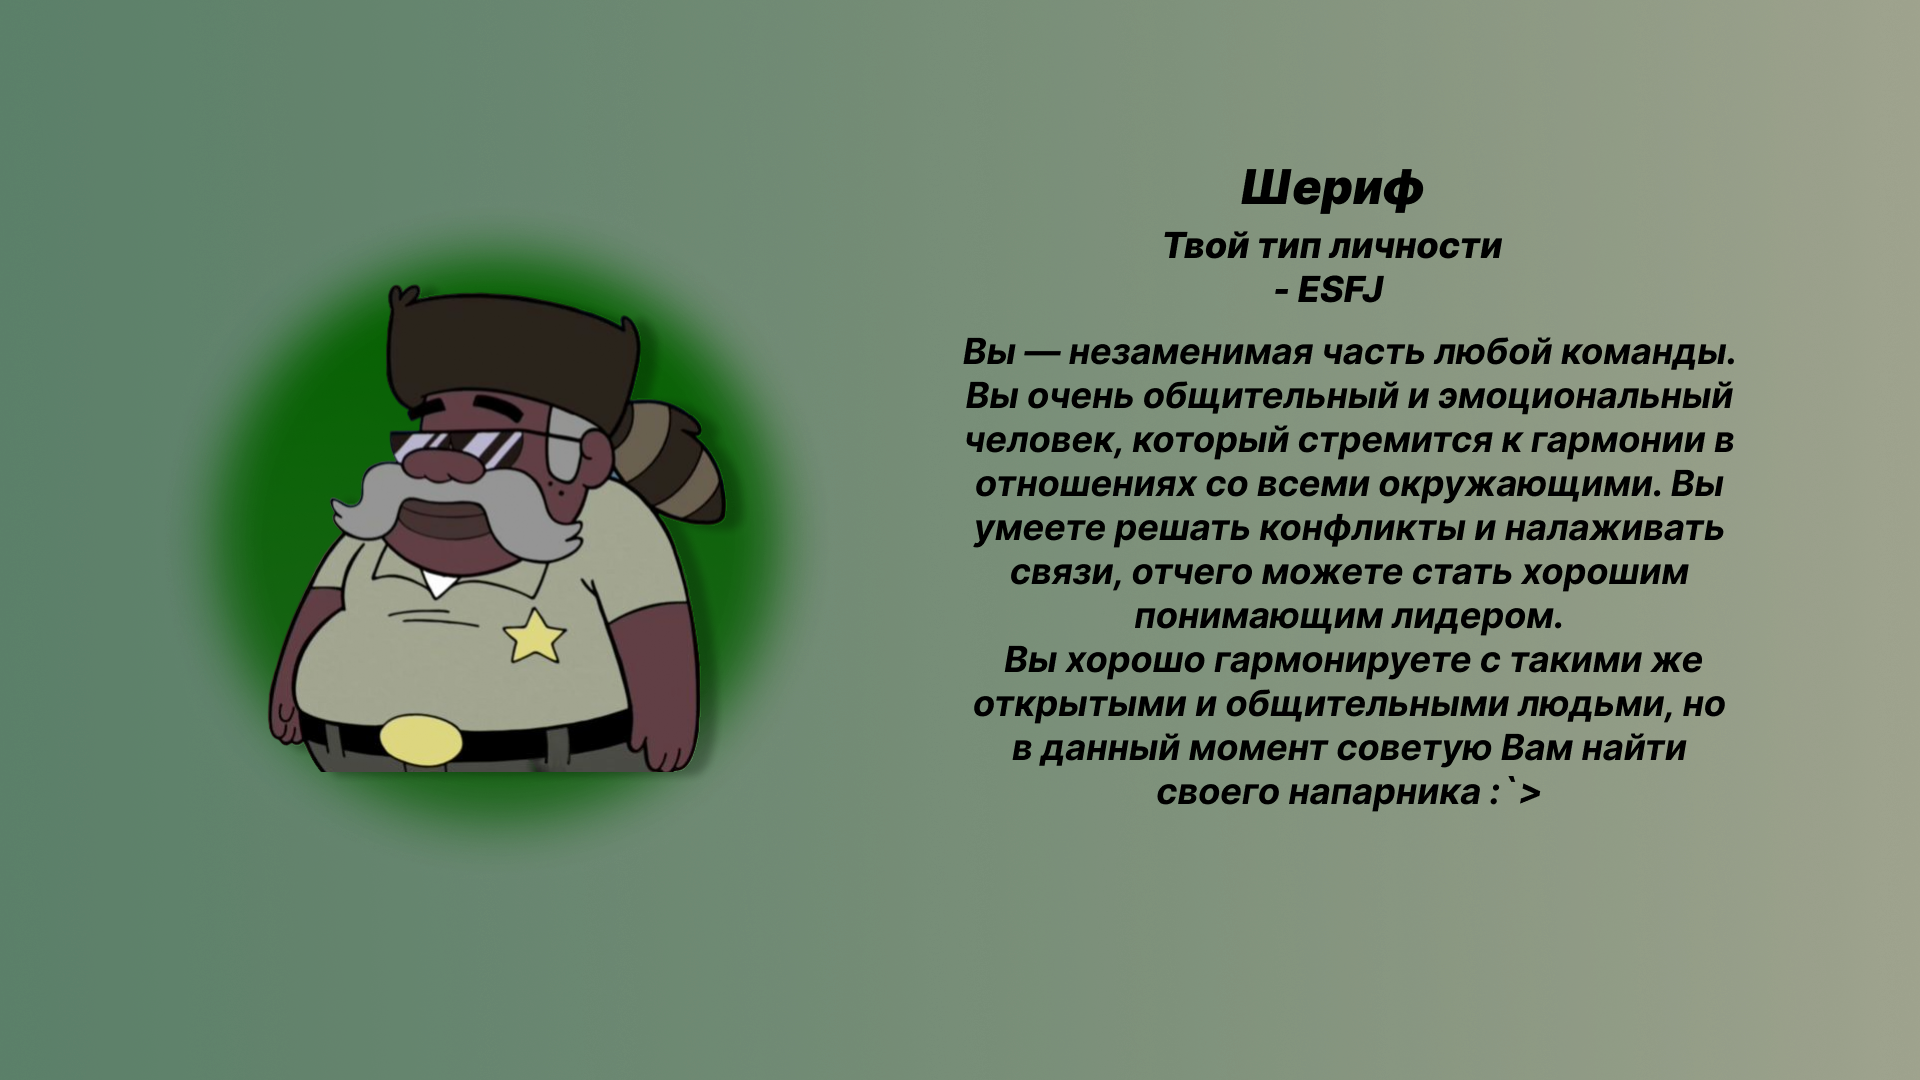 Шериф
Твой тип личности
- ESFJ
Вы — незаменимая часть любой команды.
Вы очень общительный и эмоциональный
человек, который стремится к гармонии в
отношениях со всеми окружающими. Вы
умеете решать конфликты и налаживать
связи, отчего можете стать хорошим
понимающим лидером.
Вы хорошо гармонируете с такими же
открытыми и общительными людьми, но
в данный момент советую Вам найти
своего напарника :`>